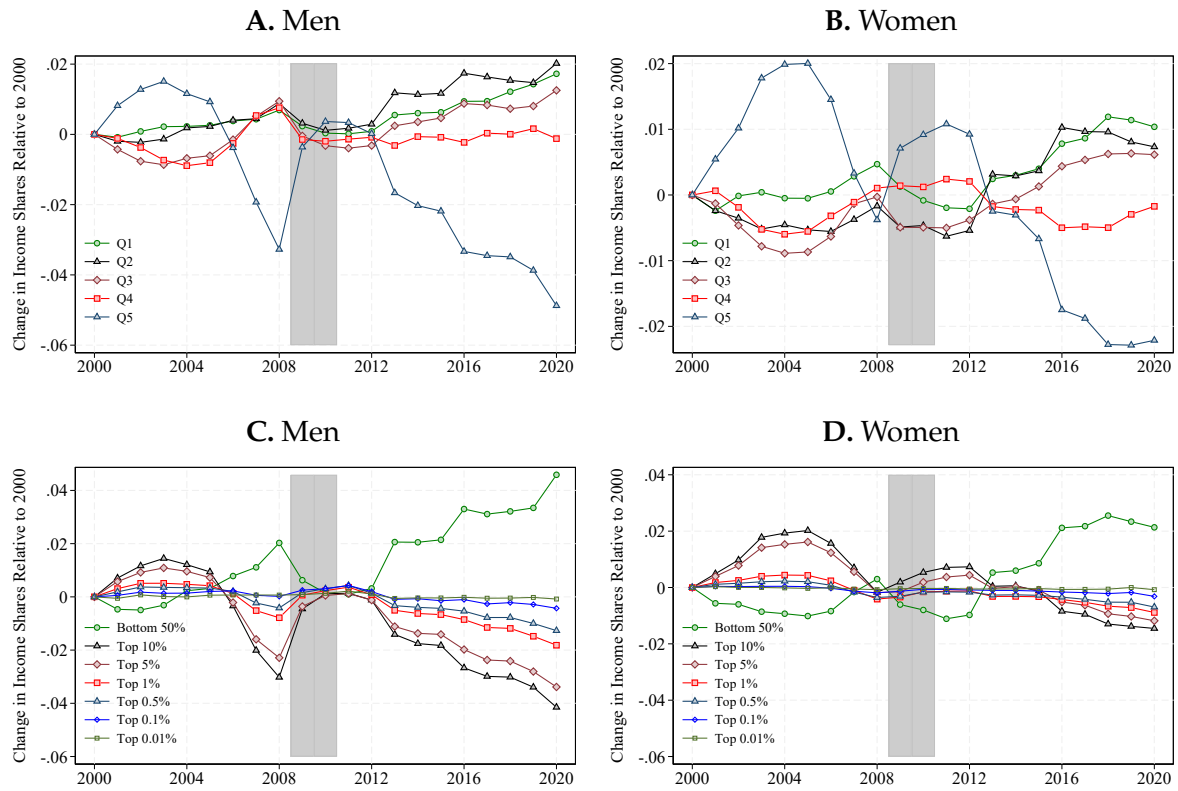 A. Men
Change in Income Shares Relative to 2000
.02
0
-.02
-.04
-.06
Q1
Q2
Q3
Q4
Q5
2000 2004 2008 2012 2016 2020
B. Women
Change in Income Shares Relative to 2000
.02
.010
0
-.01
-.02
Q1
Q2
Q3
Q4
Q5
2000 2004 2008 2012 2016 2020
C. Men
Change in Income Shares Relative to 2000
.04
.02
0
-.02
-.04
-.06
Bottom 50%
Top 10%
Top 5%
Top 1%
Top 0.5%
Top 0.1%
Top 0.01%
2000 2004 2008 2012 2016 2020
D. Women
Change in Income Shares Relative to 2000
.04
.02
0
-.02
-.04
-.06
Bottom 50%
Top 10%
Top 5%
Top 1%
Top 0.5%
Top 0.1%
Top 0.01%
2000 2004 2008 2012 2016 2020